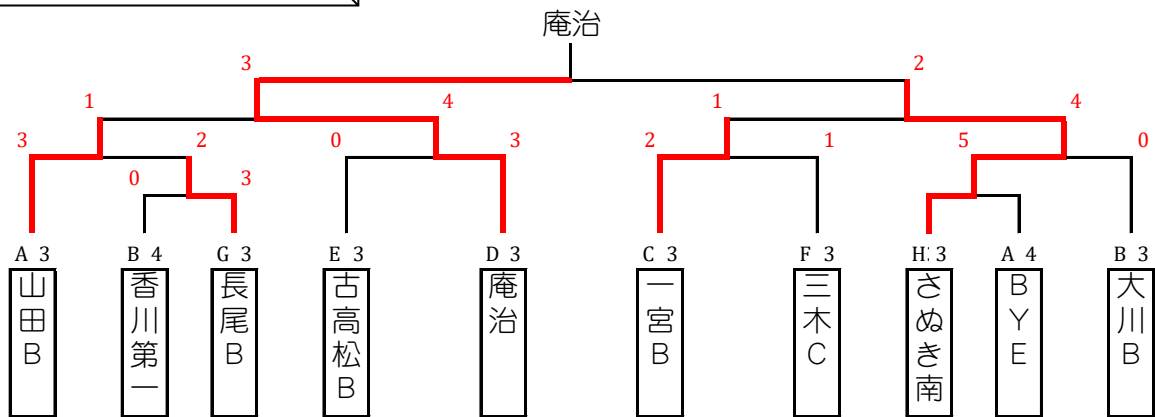 庵治
3 2
1 4 1 4
3 2 0 3 2 1 5 0
0 3
A 3 B 4 G 3 E 3 D 3 C 3 F 3 H 3 A 4 B 3
山田B
香川第一
長尾B
古高松B
庵治
一宮B
三木C
さぬき南
BYE
大川B